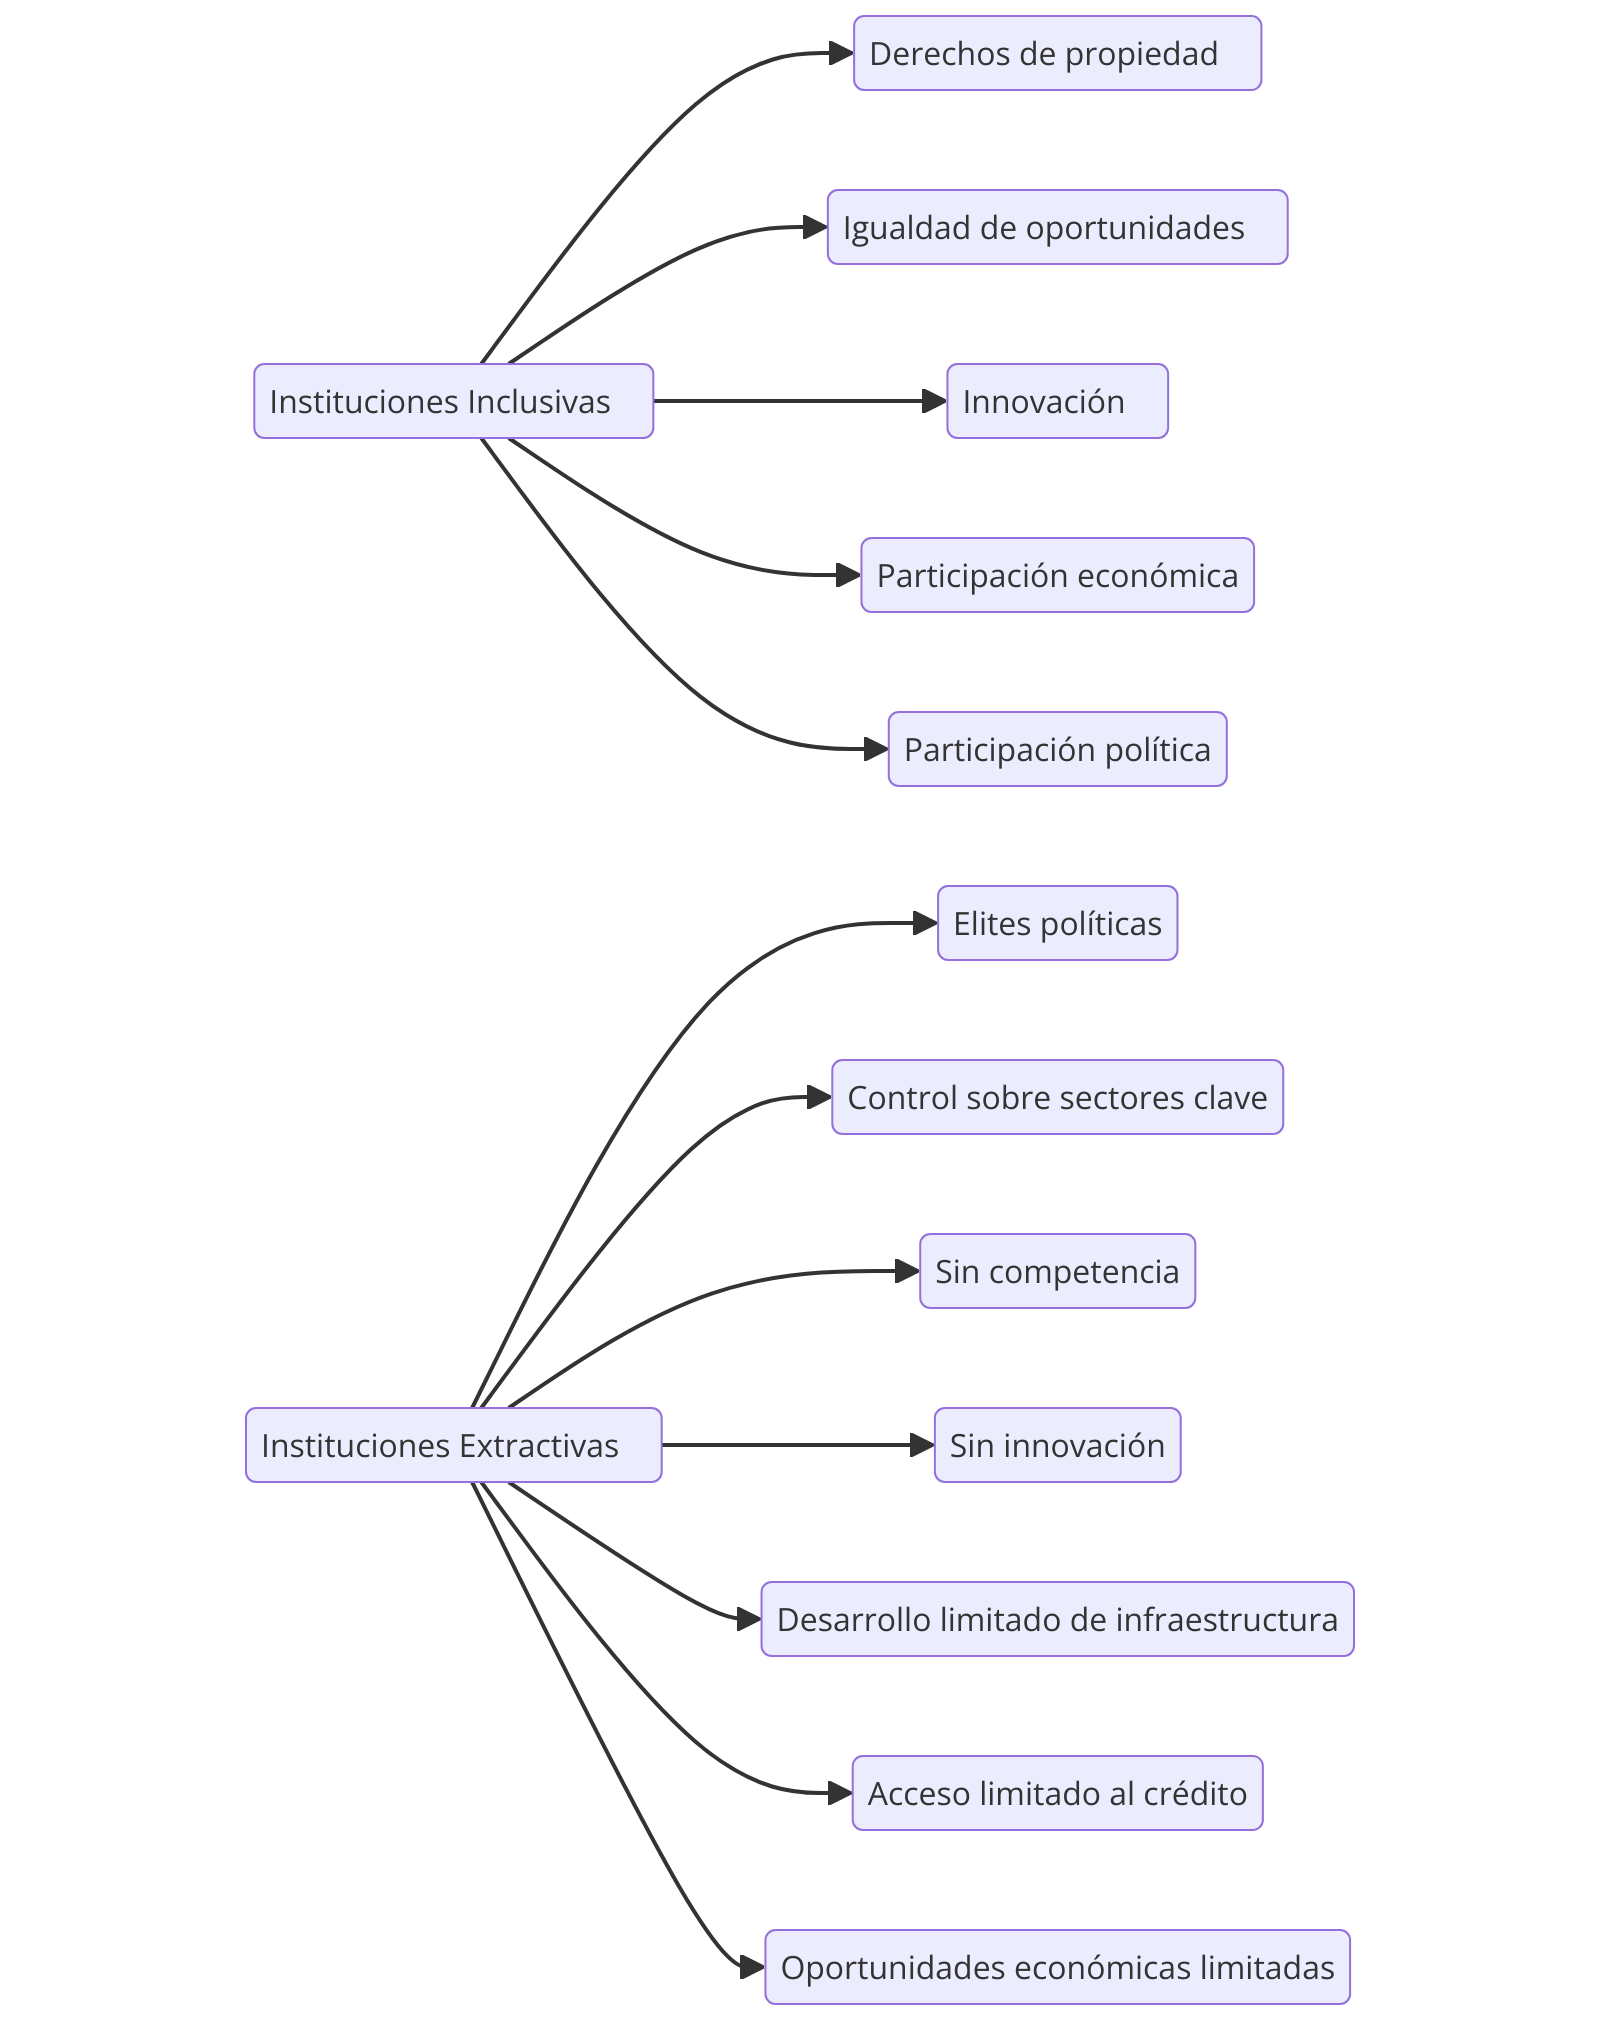 Derechos de propiedad
Igualdad de oportunidades
Instituciones Inclusivas
Innovación
Participación económica
Participación política
Elites políticas
Control sobre sectores clave
Sin competencia
Instituciones Extractivas
Sin innovación
Desarrollo limitado de infraestructura
Acceso limitado al crédito
Oportunidades económicas limitadas